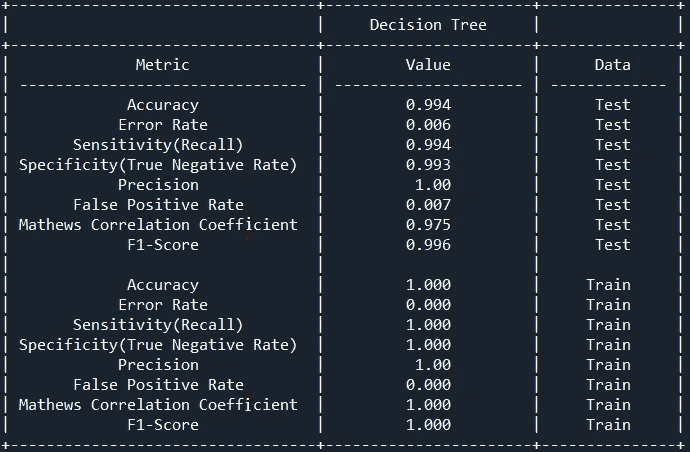 Decision Tree
Metric Value Data
Accuracy 0.994 Test
Error Rate 0.006 Test
Sensitivity(Recall) 0.994 Test
Specificity(True Negative Rate) 0.993 Test
Precision 1.00 Test
False Positive Rate 0.007 Test
Mathews Correlation Coefficient 0.975 Test
F1-Score 0.996 Test
Accuracy 1.000 Train
Error Rate 0.000 Train
Sensitivity(Recall) 1.000 Train
Specificity(True Negative Rate) 1.000 Train
Precision 1.00 Train
False Positive Rate 0.000 Train
Mathews Correlation Coefficient 1.000 Train
F1-Score 1.000 Train